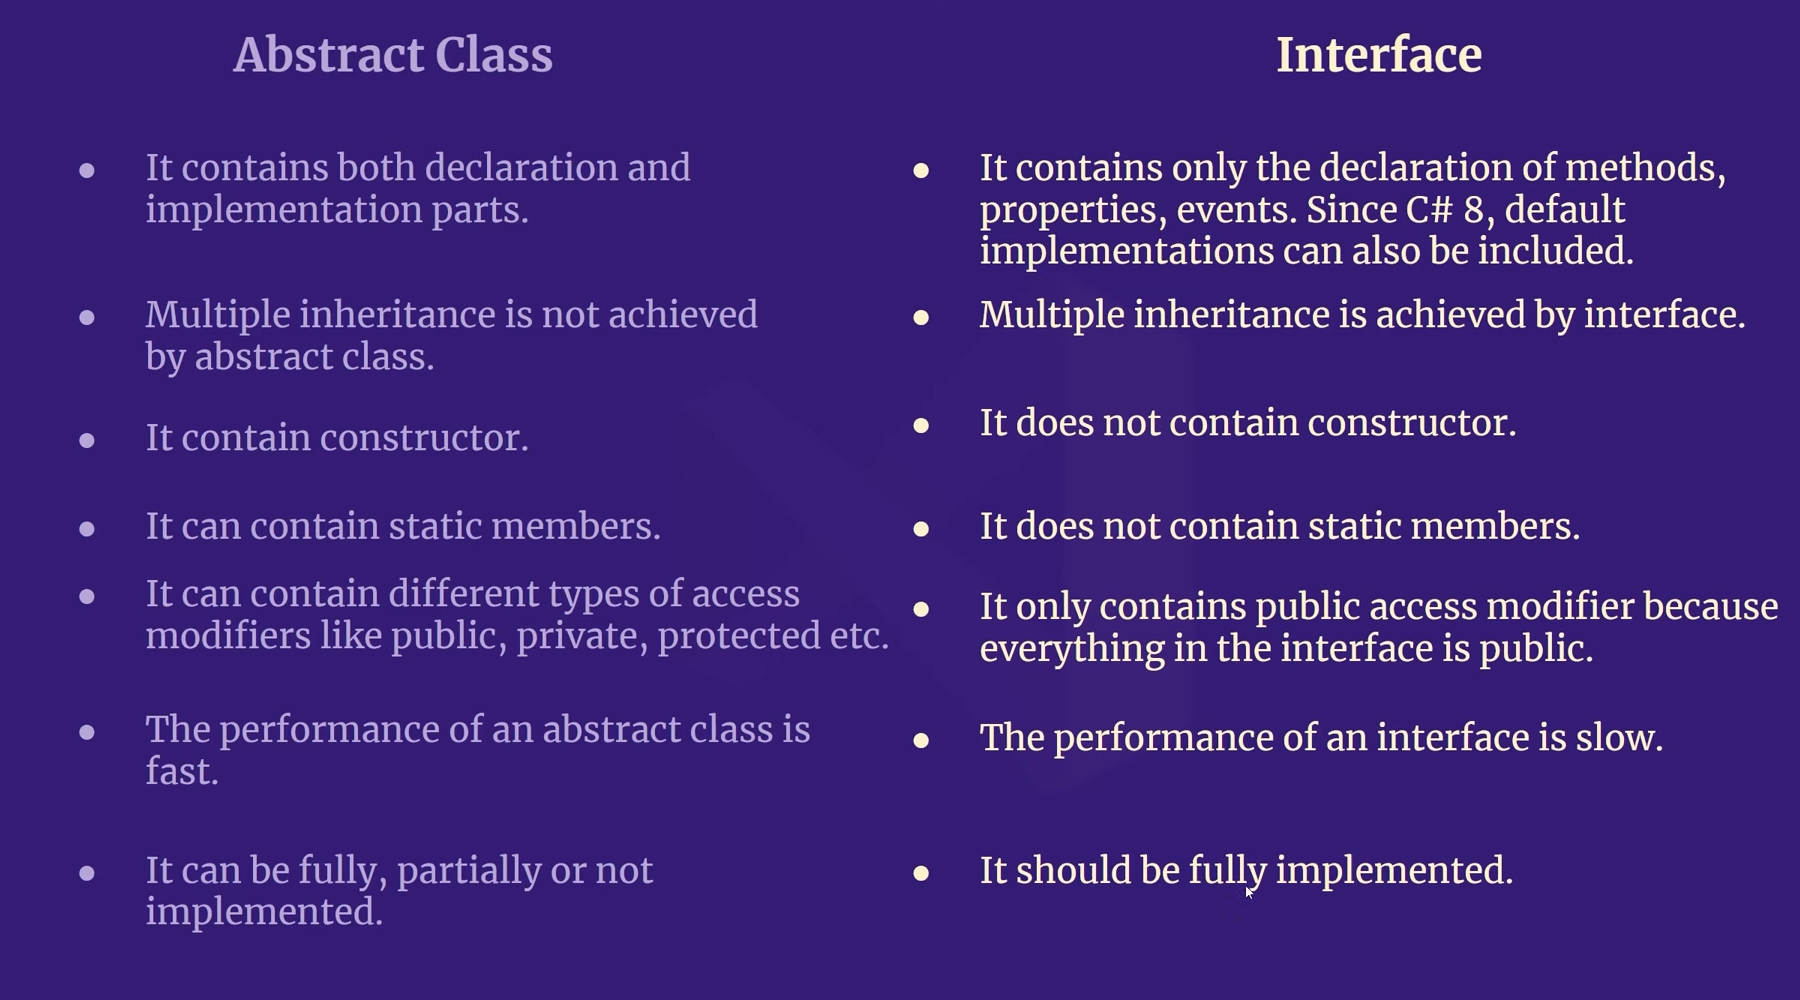 Abstract Class
It contains both declaration and
implementation parts.
Multiple inheritance is not achieved
by abstract class.
It contain constructor.
It can contain static members.
It can contain different types of access
modifiers like public, private, protected etc.
The performance of an abstract class is
fast.
It can be fully, partially or not
implemented.
Interface
It contains only the declaration of methods,
properties, events. Since C# 8, default
implementations can also be included.
Multiple inheritance is achieved by interface.
It does not contain constructor.
It does not contain static members.
It only contains public access modifier because
everything in the interface is public.
The performance of an interface is slow.
It should be fully implemented.